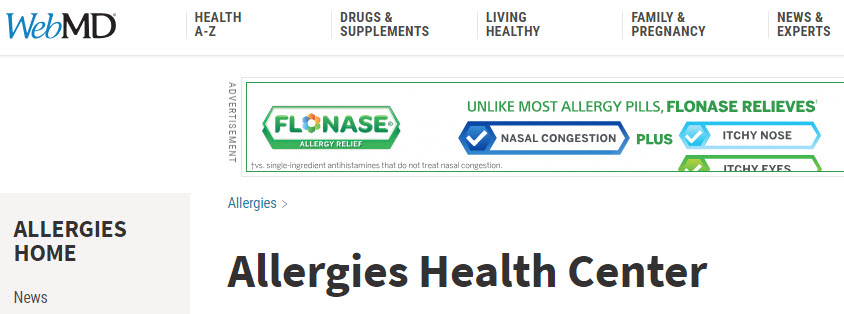 WebMD®
HEALTH
A-Z
DRUGS &
SUPPLEMENTS
LIVING
HEALTHY
FAMILY &
PREGNANCY
NEWS &
EXPERTS
ADVERTISEMENT
FLONASE®
ALLERGY RELIEF
UNLIKE MOST ALLERGY PILLS, FLONASE RELIEVES†
NASAL CONGESTION PLUS ITCHY NOSE
ITCHY EYES
†vs. single-ingredient antihistamines that do not treat nasal congestion.
Allergies >
ALLERGIES
HOME
News
Allergies Health Center